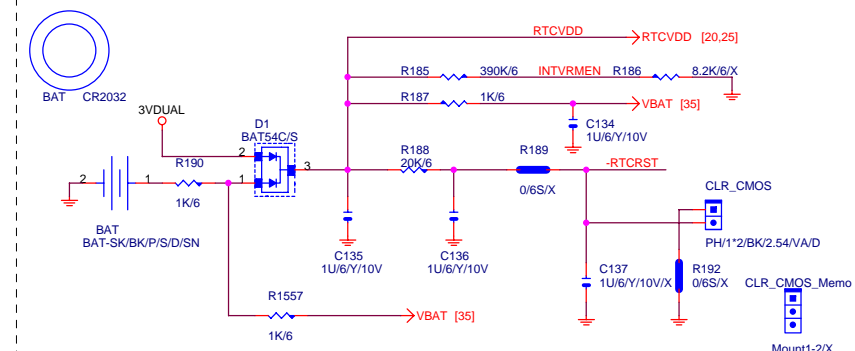 RTCVDD
RTCVDD [20,25]
R185
390K/6
INTVRMEN
R186
8.2K/6/X
BAT
CR2032
R187
1K/6
VBAT [35]
3VDUAL
D1
BAT54C/S
C134
1U/6/Y/10V
2
R190
3
R188
20K/6
R189
-RTCRST
2
1
1
1K/6
0/6S/X
CLR_CMOS
BAT
BAT-SK/BK/P/S/D/SN
PH/1*2/BK/2.54/VA/D
C135
1U/6/Y/10V
C136
1U/6/Y/10V
C137
1U/6/Y/10V/X
R192
0/6S/X
CLR_CMOS_Memo
R1557
VBAT [35]
1K/6
Mount1-2/X